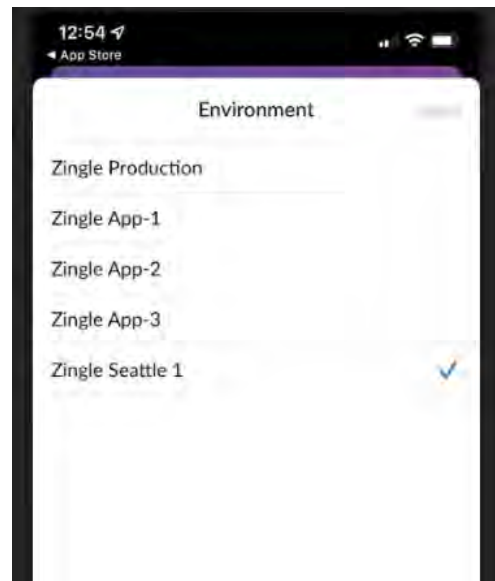 12:54
App Store
Environment
Zingle Production
Zingle App-1
Zingle App-2
Zingle App-3
Zingle Seattle 1